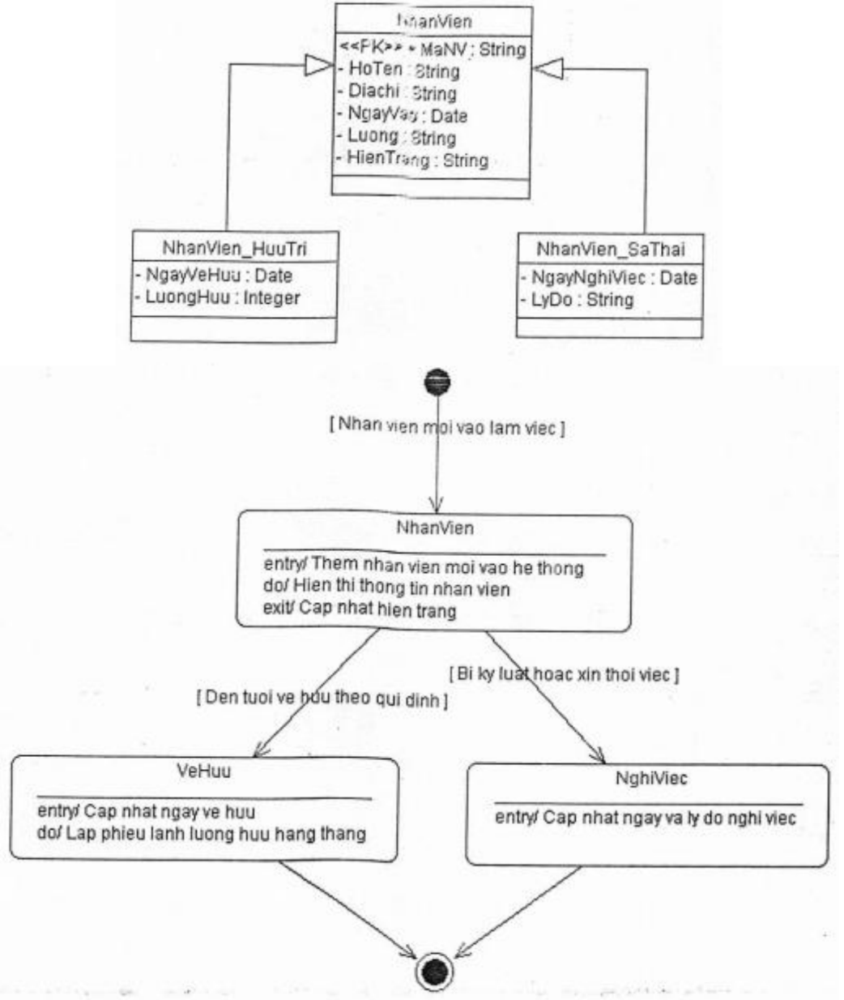 NhanVien
<<PK>> - MaNV : String
- HoTen : String
- Diachi : String
- NgayVao : Date
- Luong : String
- HienTrang : String
NhanVien_HuuTri
- NgayVeHuu : Date
- LuongHuu : Integer
NhanVien_SaThai
- NgayNghiViec : Date
- LyDo : String
[ Nhan vien moi vao lam viec ]
NhanVien
entry/ Them nhan vien moi vao he thong
do/ Hien thi thong tin nhan vien
exit/ Cap nhat hien trang
[ Bi ky luat hoac xin thoi viec ]
[ Den tuoi ve huu theo qui dinh ]
VeHuu
entry/ Cap nhat ngay ve huu
do/ Lap phieu lanh luong huu hang thang
NghiViec
entry/ Cap nhat ngay va ly do nghi viec